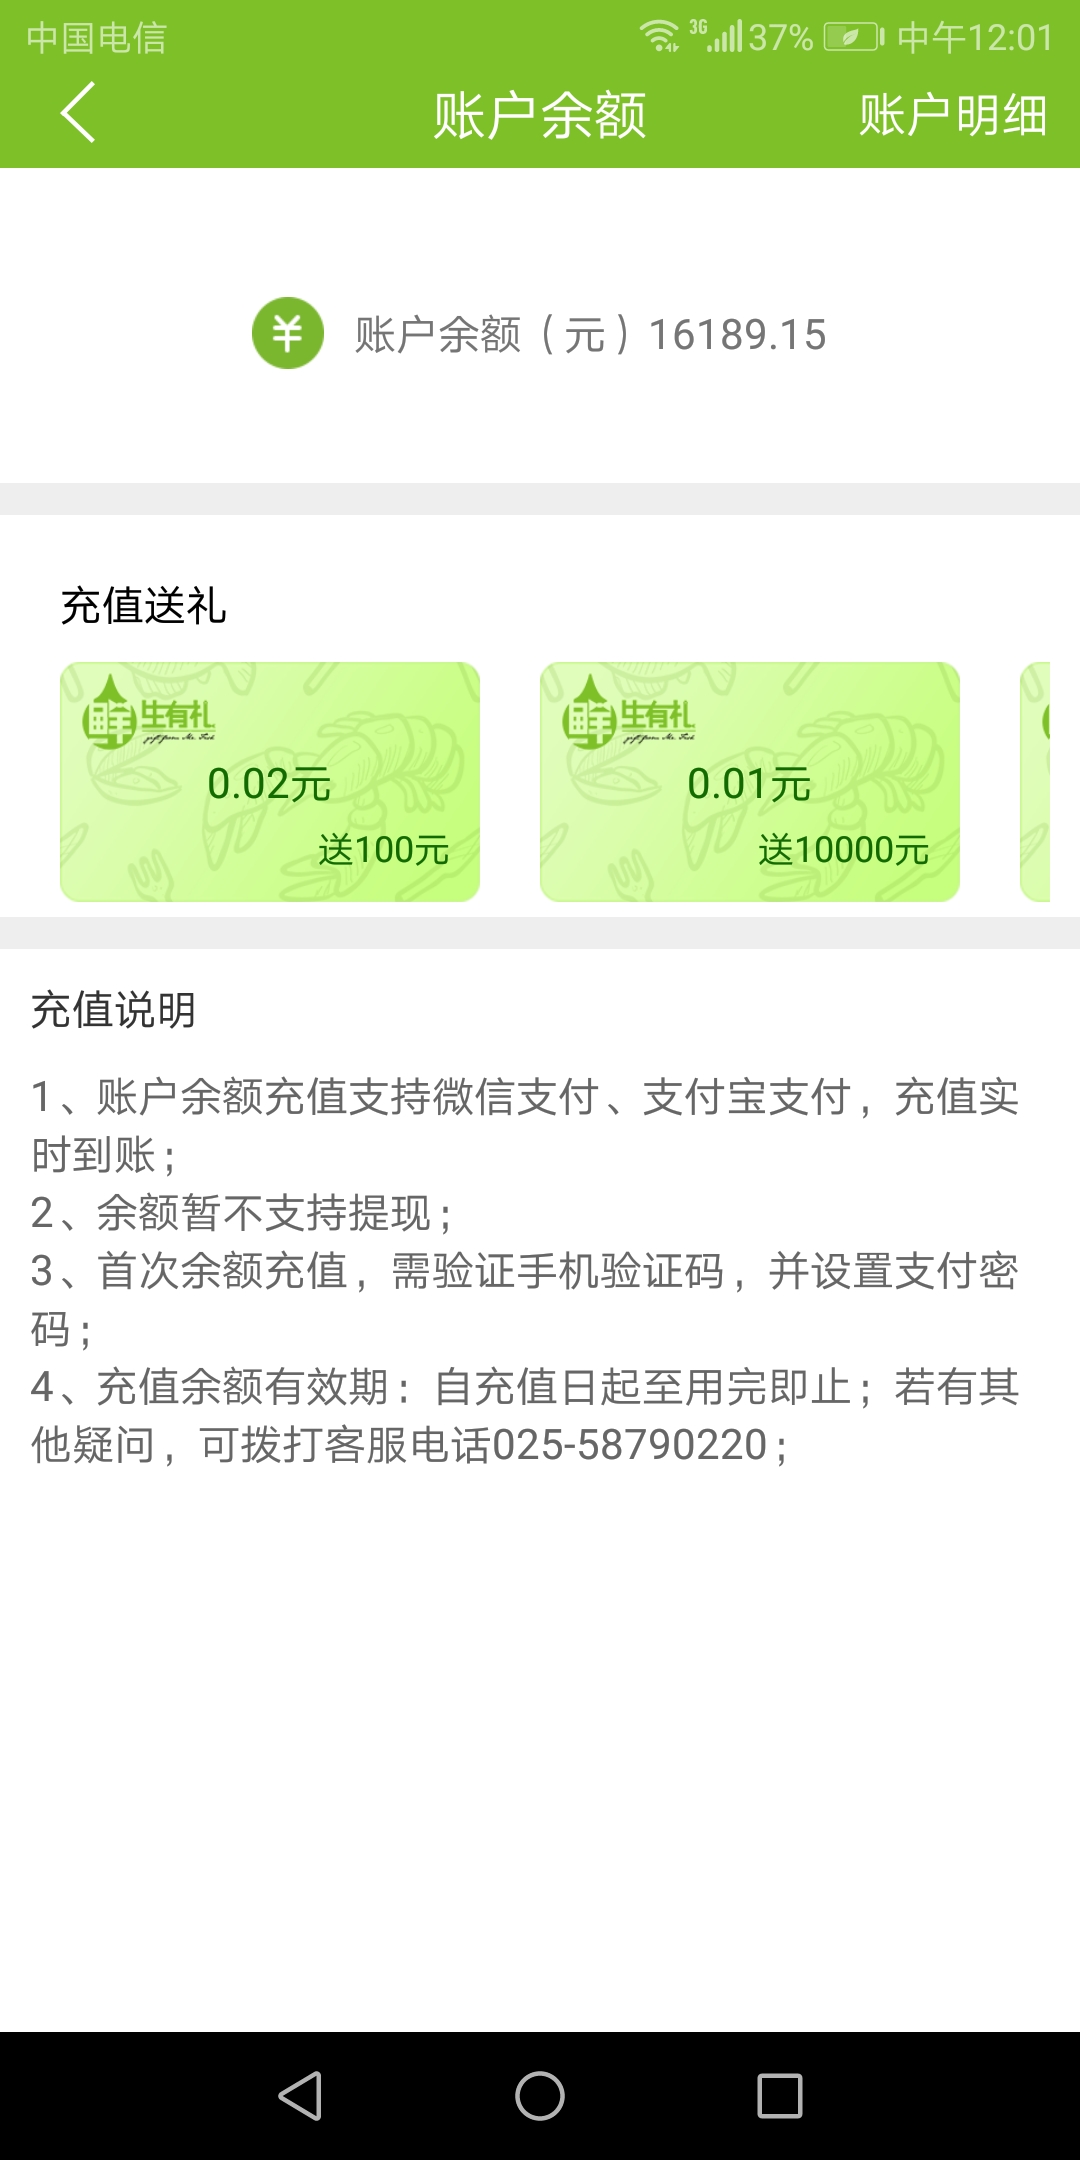 中国电信 3G 37% 中午12:01
账户余额 账户明细
账户余额（元）16189.15
充值送礼
生有礼 生有礼
0.02元 0.01元
送100元 送10000元
充值说明
1、账户余额充值支持微信支付、支付宝支付，充值实
时到账；
2、余额暂不支持提现；
3、首次余额充值，需验证手机验证码，并设置支付密
码；
4、充值余额有效期：自充值日起至用完即止；若有其
他疑问，可拨打客服电话025-58790220；